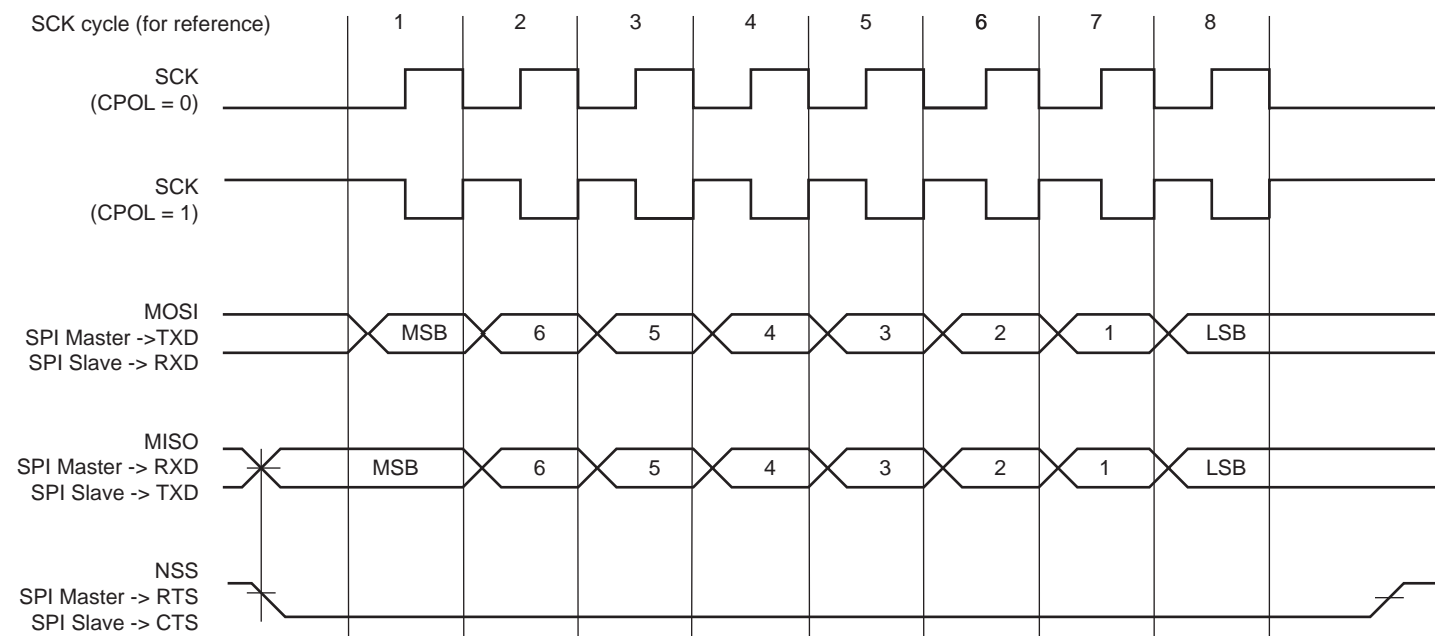 SCK cycle (for reference) 1 2 3 4 5 6 7 8
SCK
(CPOL = 0)
SCK
(CPOL = 1)
MOSI
SPI Master ->TXD
SPI Slave -> RXD
MSB 6 5 4 3 2 1 LSB
MISO
SPI Master -> RXD
SPI Slave -> TXD
MSB 6 5 4 3 2 1 LSB
NSS
SPI Master -> RTS
SPI Slave -> CTS